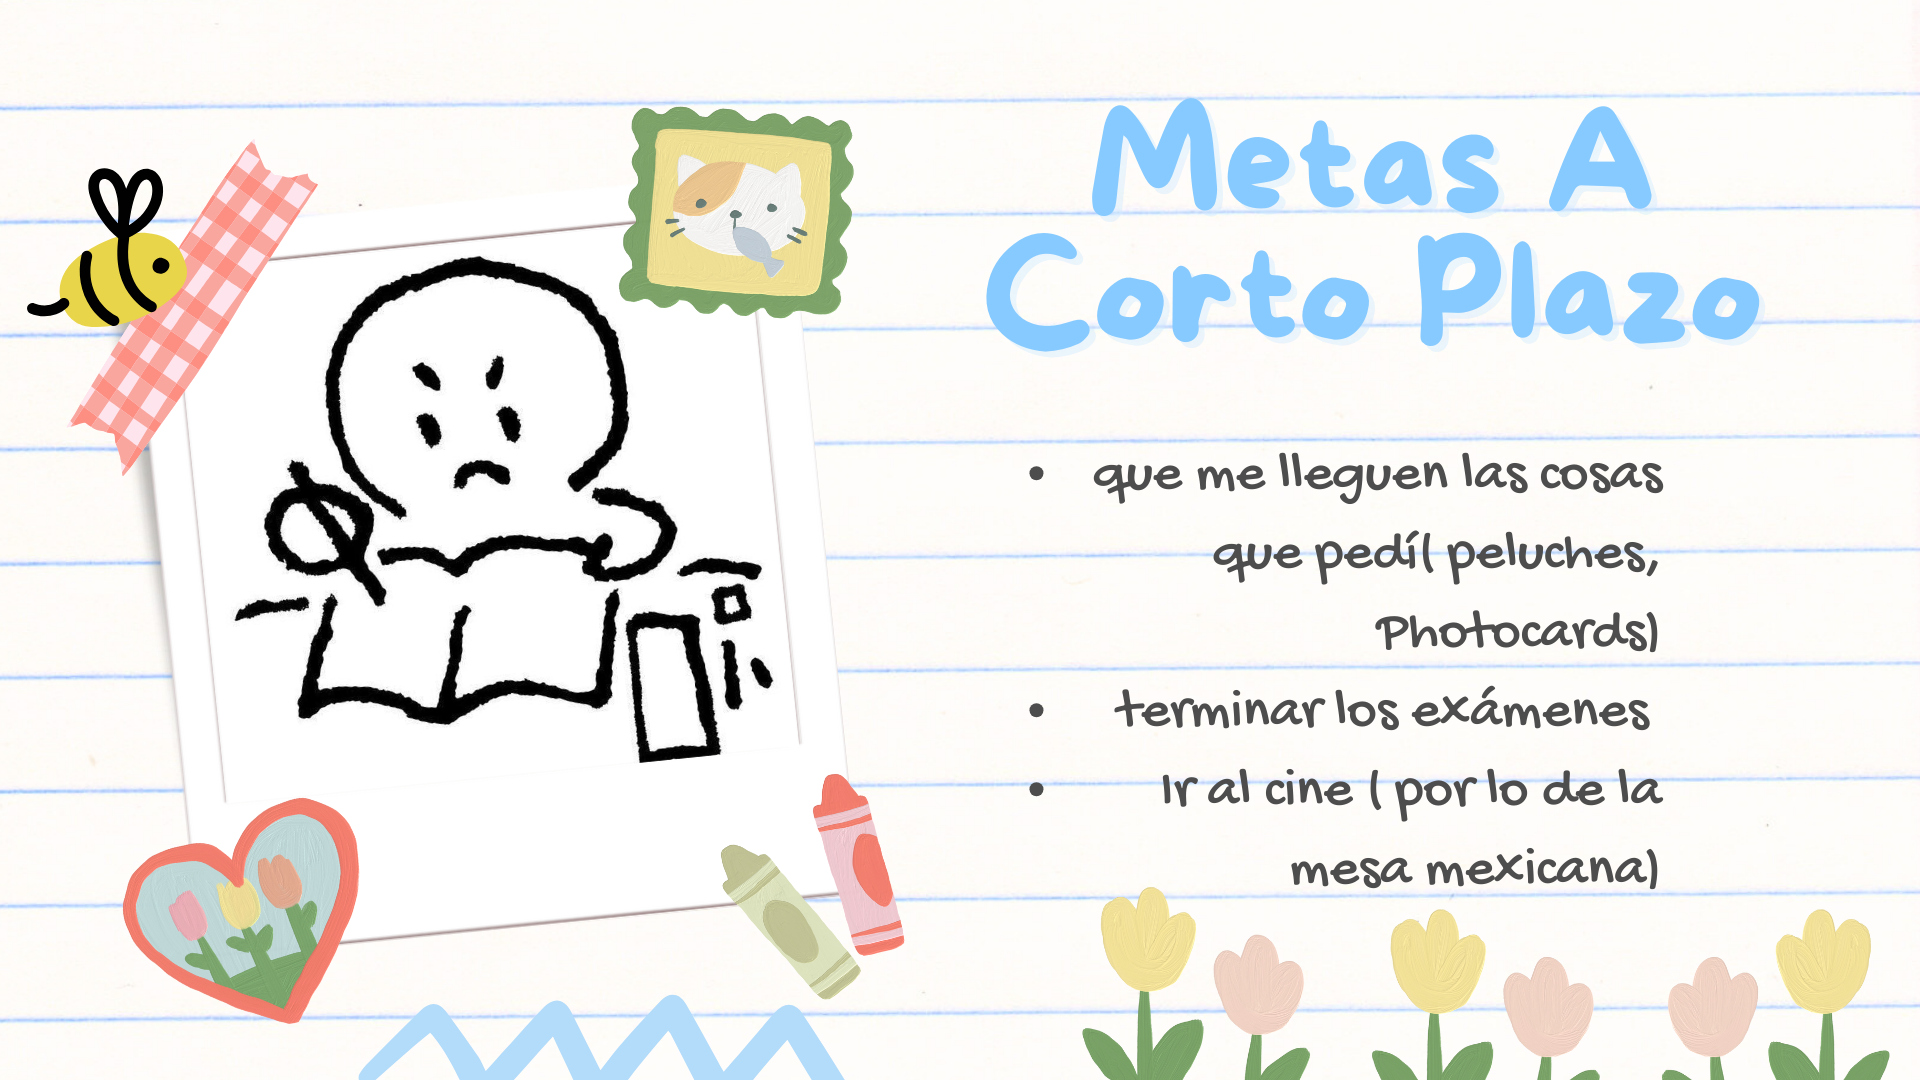 Metas A
Corto Plazo
• que me lleguen las cosas
que pedí( peluches,
Photocards)
• terminar los exámenes
• Ir al cine ( por lo de la
mesa mexicana)